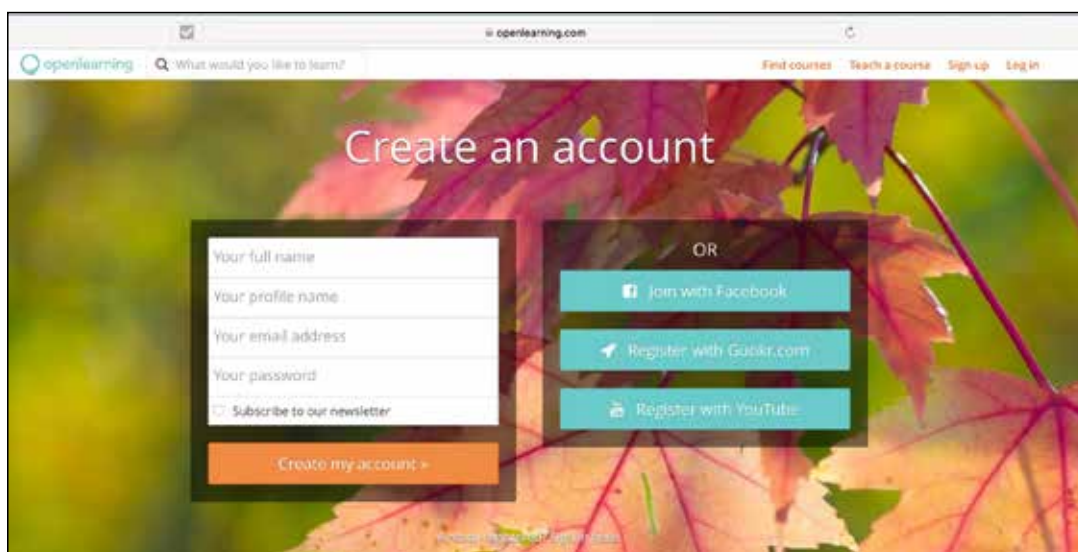 openlearning.com
openlearning
What would you like to learn?
Find courses Teach a course Sign up Log in
Create an account
Your full name
Your profile name
Your email address
Your password
Subscribe to our newsletter
Create my account »
OR
Join with Facebook
Register with
Register with YouTube